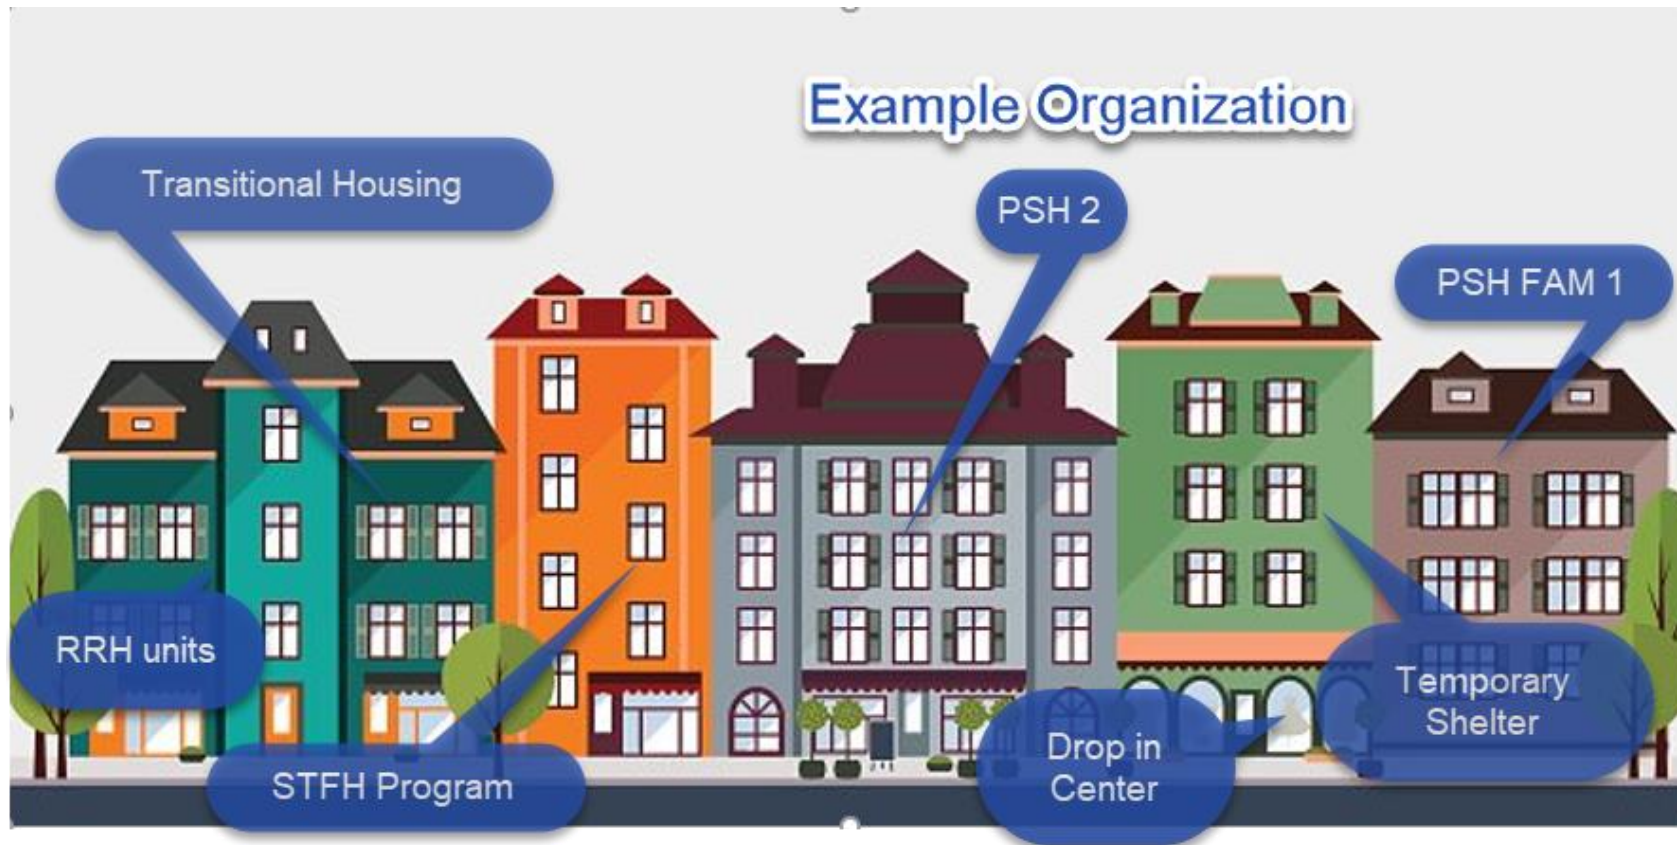 Example Organization
Transitional Housing
PSH 2
PSH FAM 1
RRH units
STFH Program
Drop in
Center
Temporary
Shelter